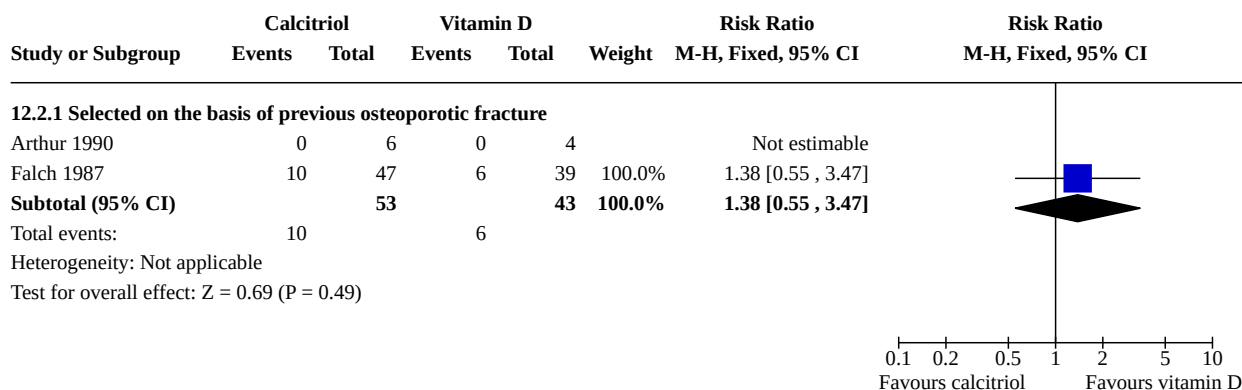 Calcitriol Vitamin D Risk Ratio Risk Ratio
Study or Subgroup Events Total Events Total Weight M-H, Fixed, 95% CI M-H, Fixed, 95% CI
12.2.1 Selected on the basis of previous osteoporotic fracture
Arthur 1990 0 6 0 4 Not estimable
Falch 1987 10 47 6 39 100.0% 1.38 [0.55 , 3.47]
Subtotal (95% CI) 53 43 100.0% 1.38 [0.55 , 3.47]
Total events: 10 6
Heterogeneity: Not applicable
Test for overall effect: Z = 0.69 (P = 0.49)
0.1 0.2 0.5 1 2 5 10
Favours calcitriol Favours vitamin D